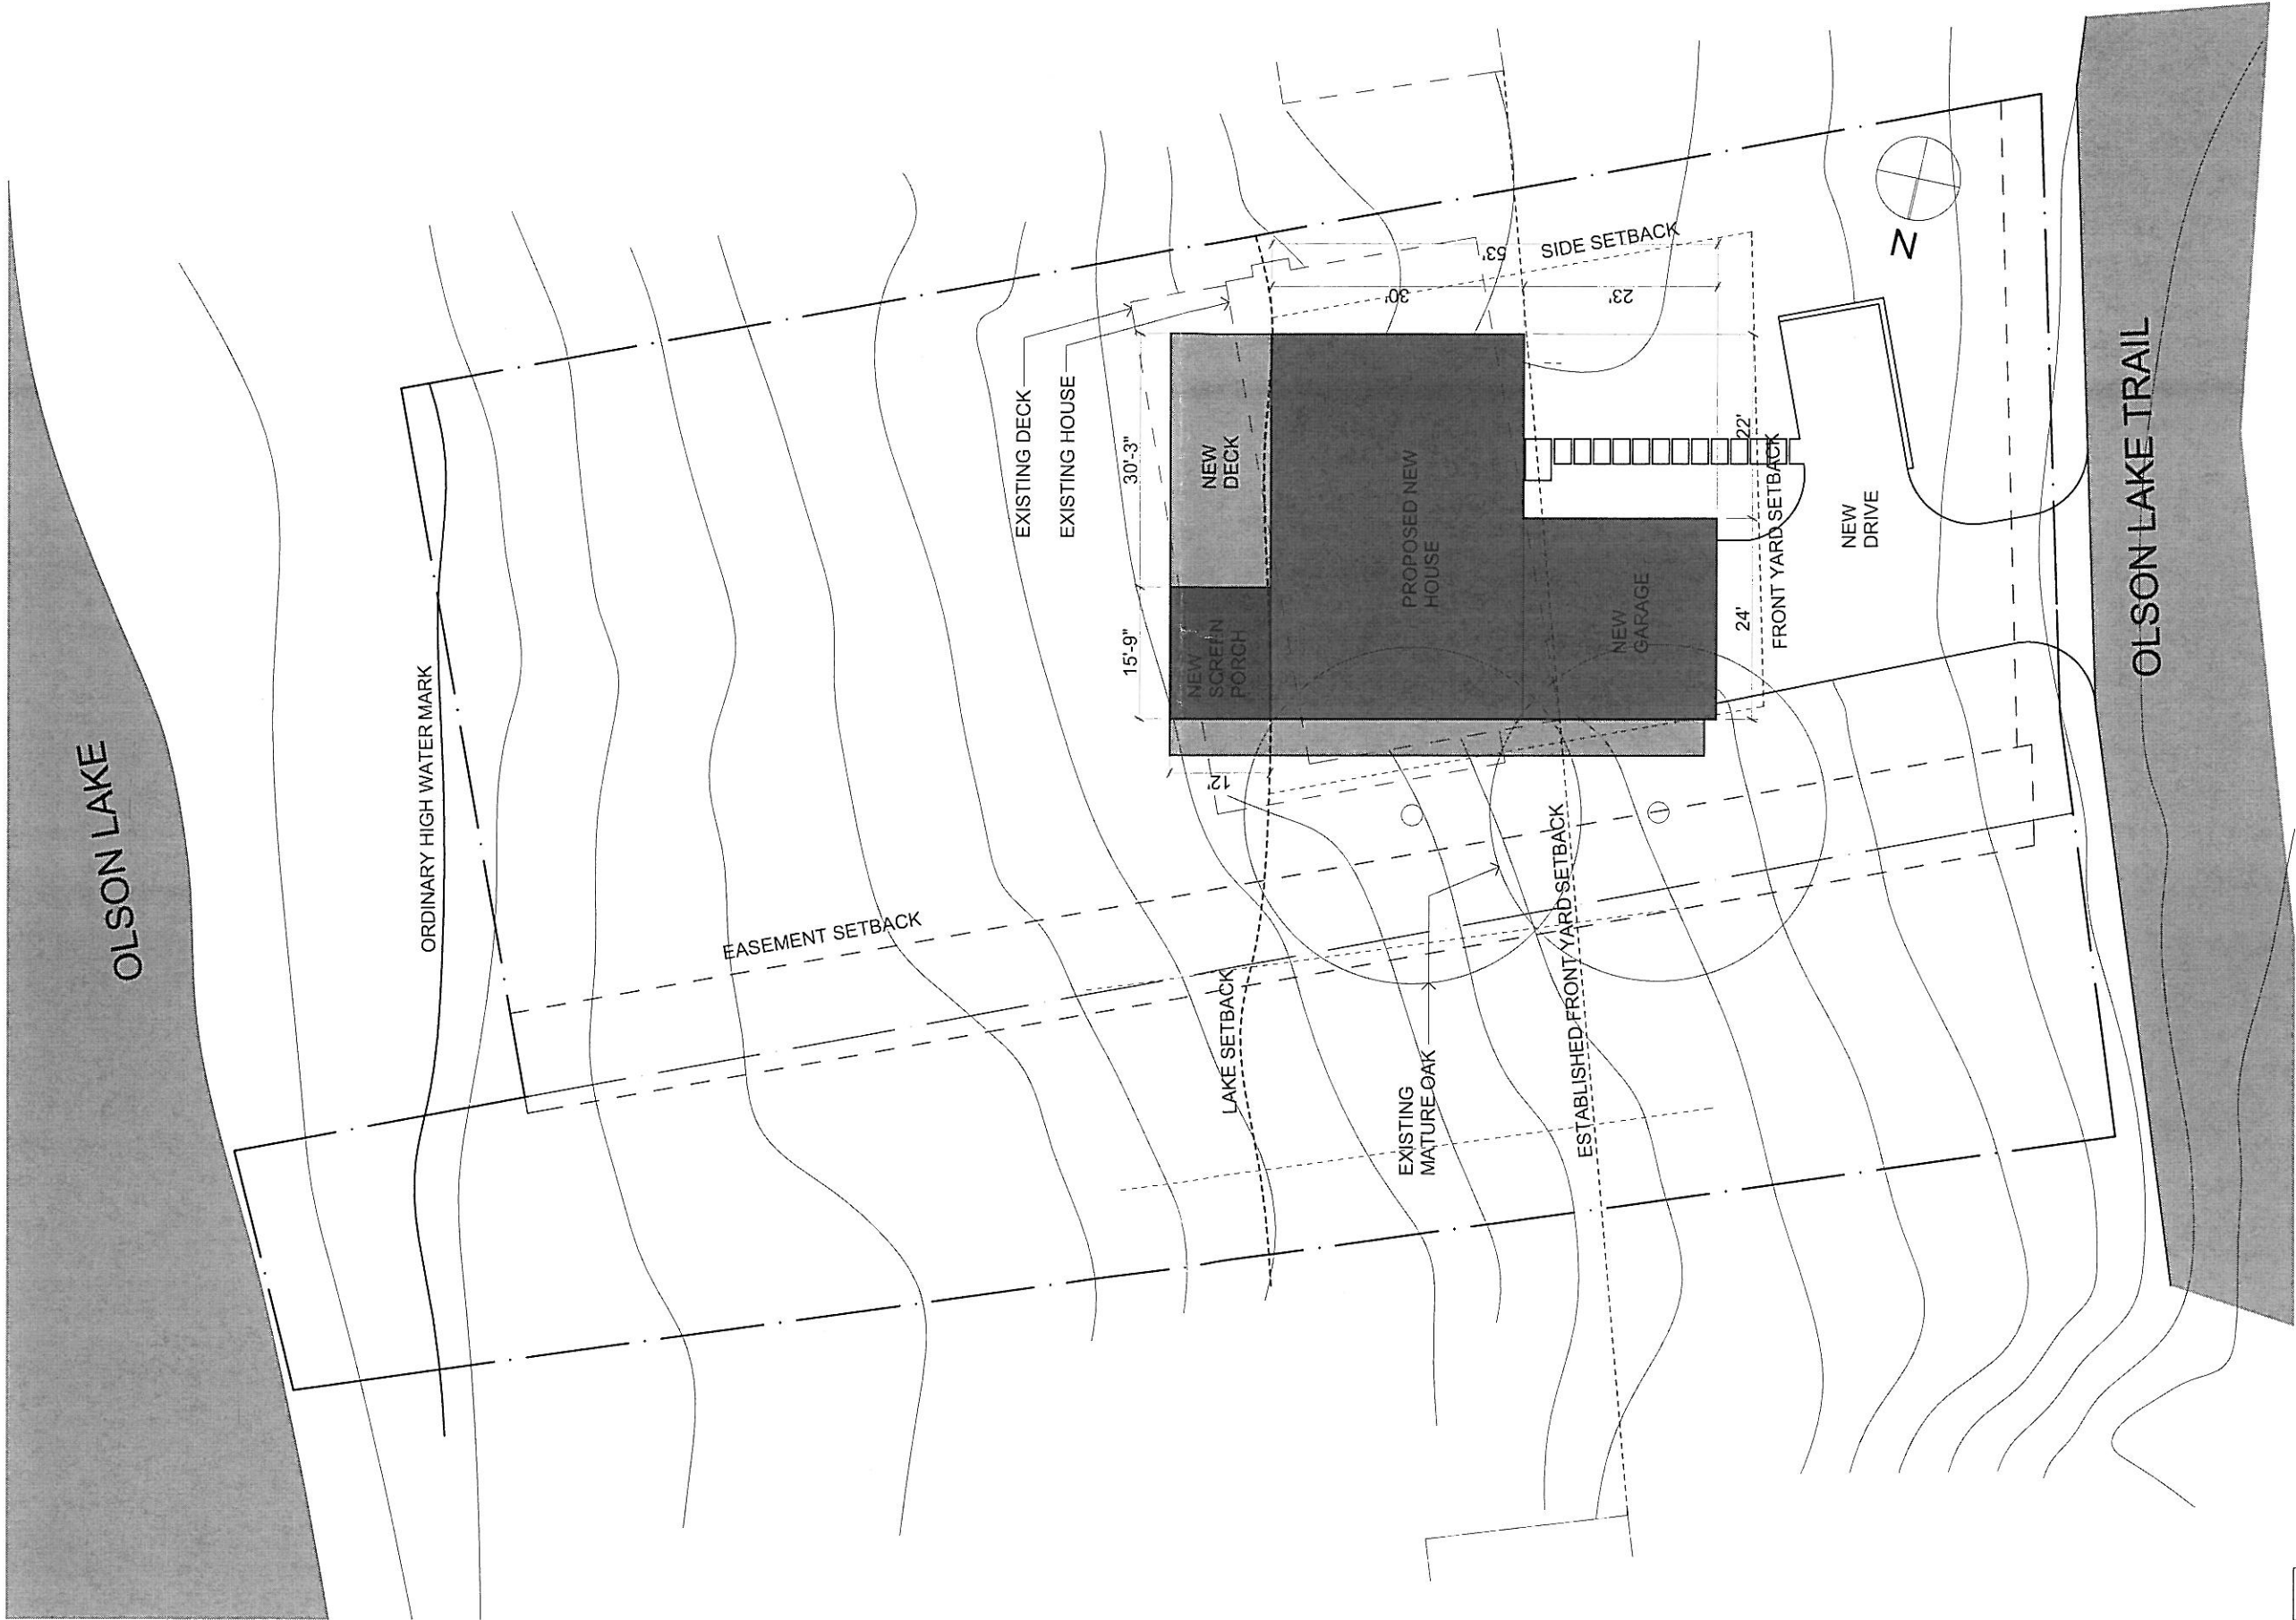 OLSON LAKE
ORDINARY HIGH WATER MARK
EASEMENT SETBACK
EXISTING DECK
EXISTING HOUSE
30'-3"
15'-9"
12'
NEW
DECK
NEW
SCREEN
PORCH
LAKE SETBACK
PROPOSED NEW
HOUSE
30'
53'
23'
SIDE SETBACK
EXISTING
MATURE OAK
ESTABLISHED FRONT YARD SETBACK
NEW
GARAGE
22'
24'
FRONT YARD SETBACK
NEW
DRIVE
N
OLSON LAKE TRAIL